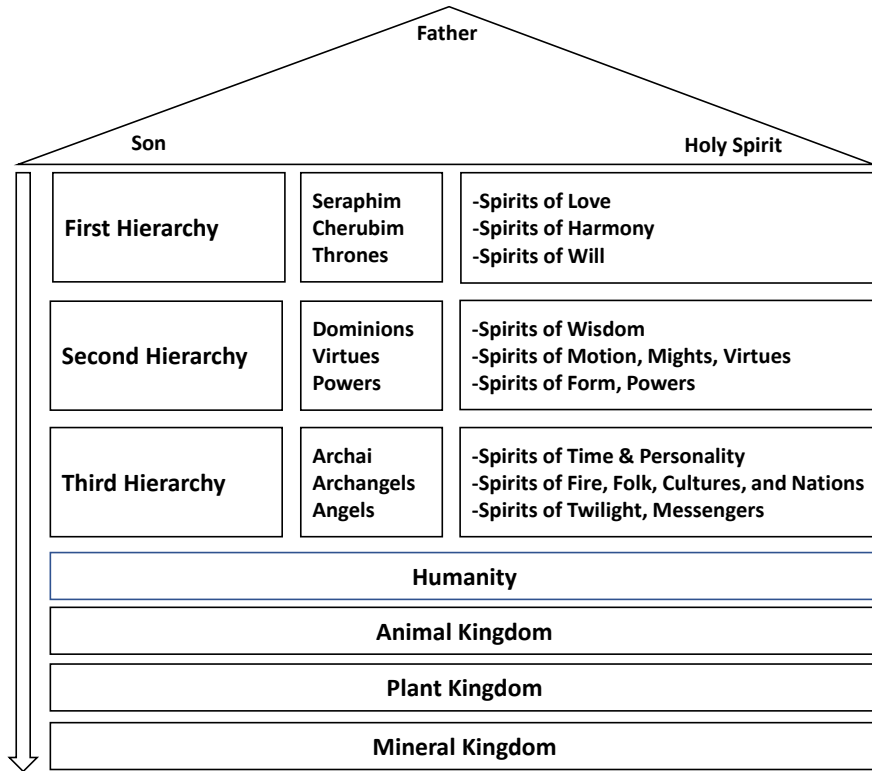 Father
Son
Holy Spirit
First Hierarchy
Seraphim
Cherubim
Thrones
-Spirits of Love
-Spirits of Harmony
-Spirits of Will
Second Hierarchy
Dominions
Virtues
Powers
-Spirits of Wisdom
-Spirits of Motion, Mights, Virtues
-Spirits of Form, Powers
Third Hierarchy
Archai
Archangels
Angels
-Spirits of Time & Personality
-Spirits of Fire, Folk, Cultures, and Nations
-Spirits of Twilight, Messengers
Humanity
Animal Kingdom
Plant Kingdom
Mineral Kingdom